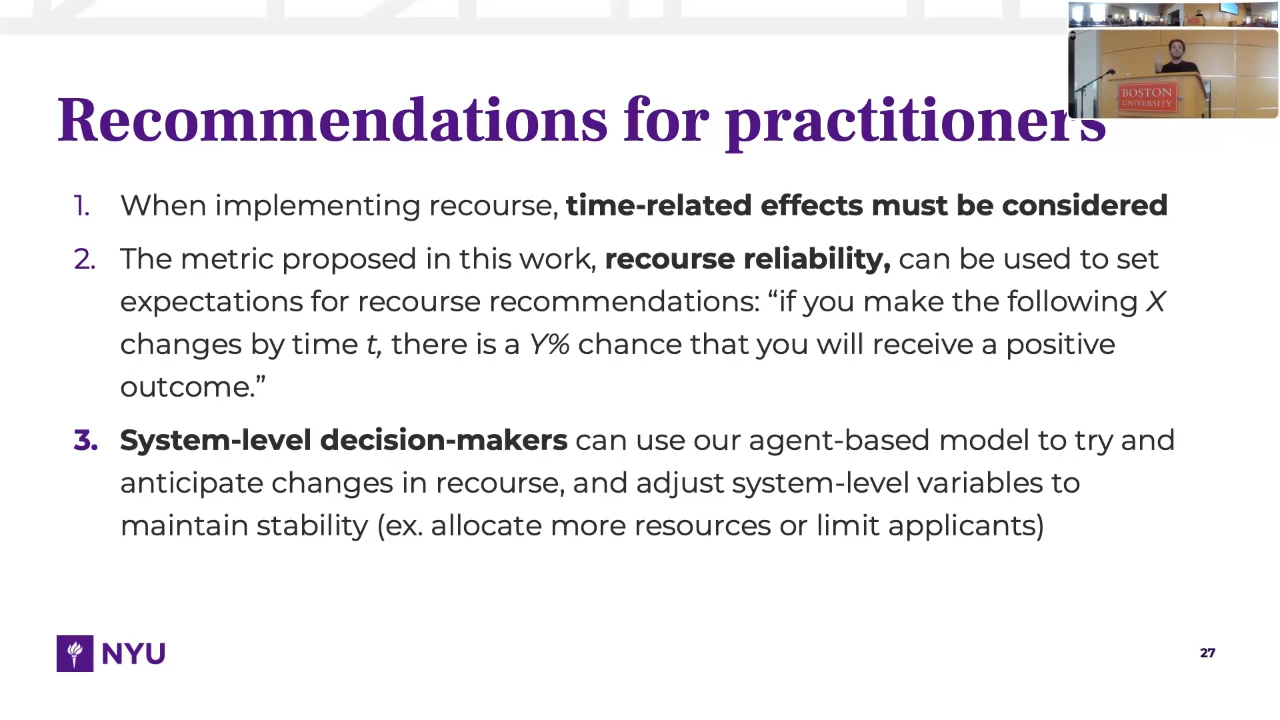 Recommendations for practitioners
BOSTON
UNIVERSITY
1. When implementing recourse, time-related effects must be considered
2. The metric proposed in this work, recourse reliability, can be used to set
expectations for recourse recommendations: “if you make the following X
changes by time t, there is a Y% chance that you will receive a positive
outcome.”
3. System-level decision-makers can use our agent-based model to try and
anticipate changes in recourse, and adjust system-level variables to
maintain stability (ex. allocate more resources or limit applicants)
NYU
27